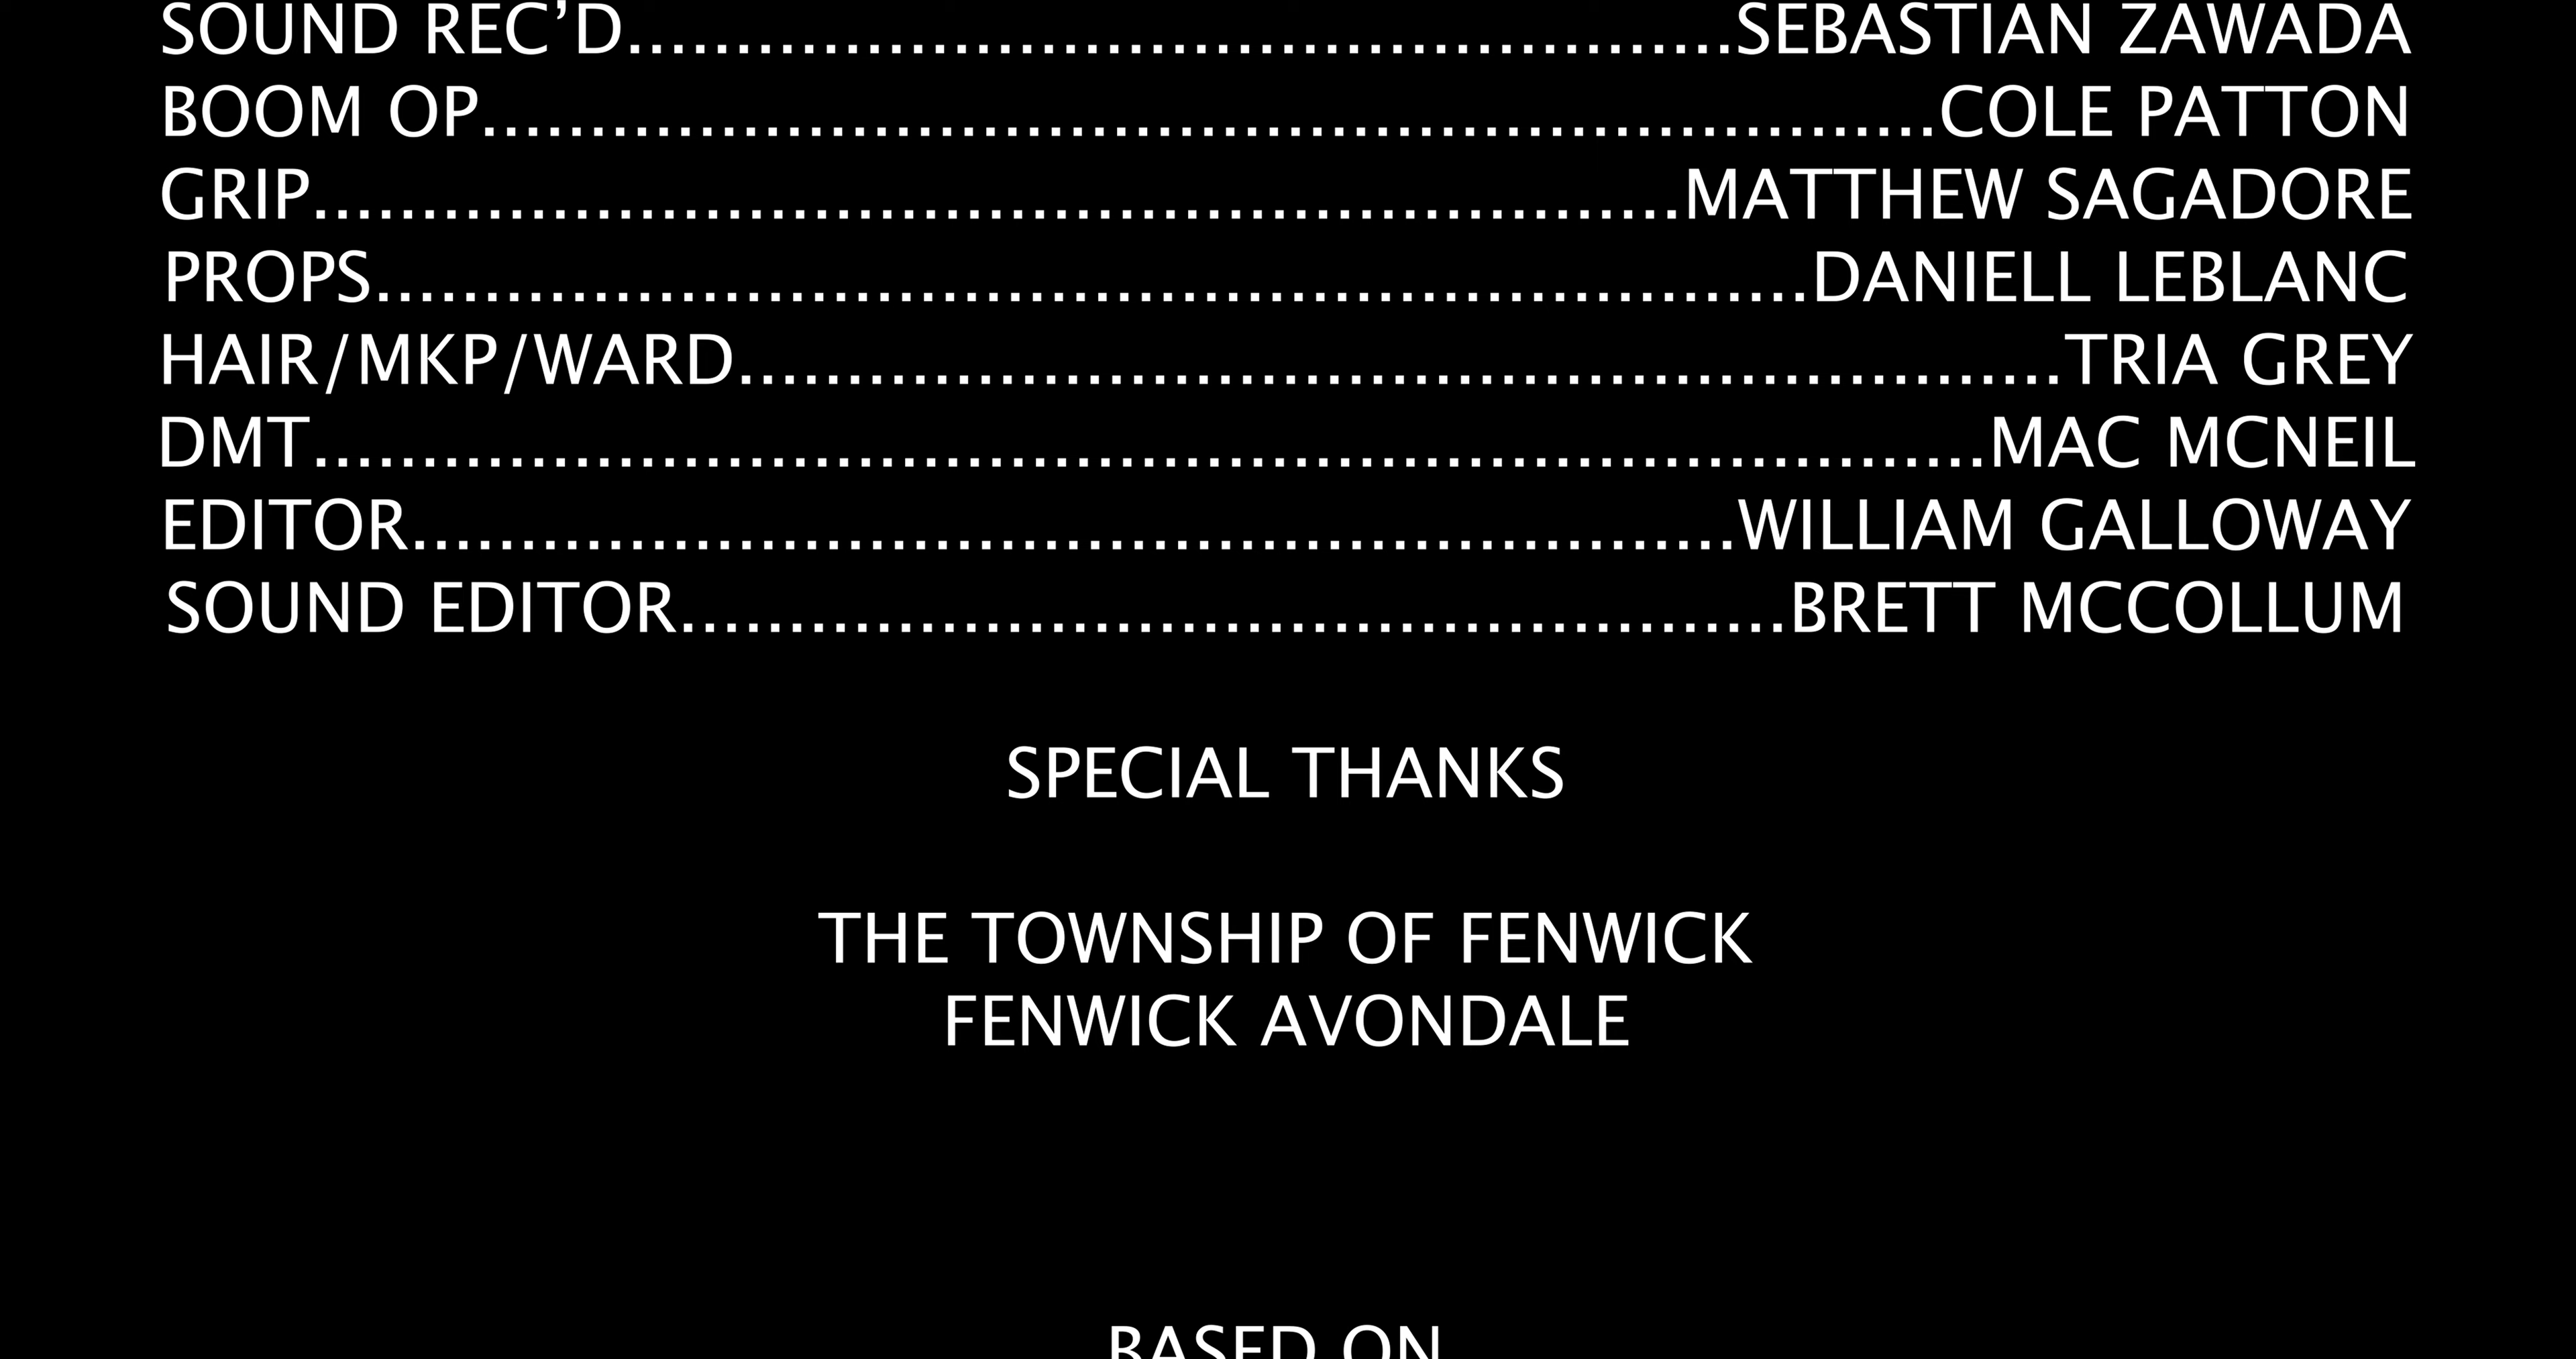 SOUND REC’D..................................................SEBASTIAN ZAWADA
BOOM OP..................................................................COLE PATTON
GRIP..............................................................MATTHEW SAGADORE
PROPS.................................................................DANIELL LEBLANC
HAIR/MKP/WARD............................................................TRIA GREY
DMT............................................................................MAC MCNEIL
EDITOR............................................................WILLIAM GALLOWAY
SOUND EDITOR..................................................BRETT MCCOLLUM
SPECIAL THANKS
THE TOWNSHIP OF FENWICK
FENWICK AVONDALE
BASED ON